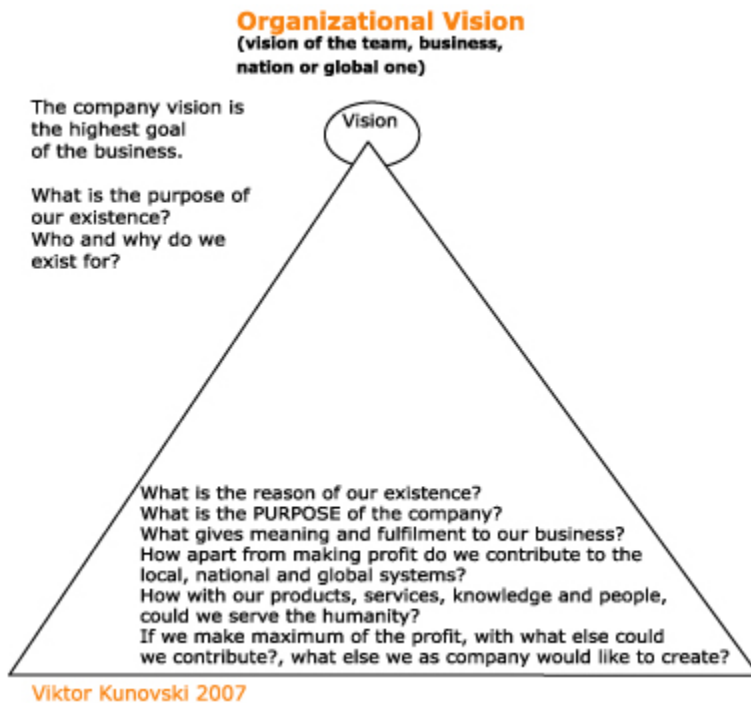 Organizational Vision
(vision of the team, business,
nation or global one)
The company vision is
the highest goal
of the business.
What is the purpose of
our existence?
Who and why do we
exist for?
Vision
What is the reason of our existence?
What is the PURPOSE of the company?
What gives meaning and fulfilment to our business?
How apart from making profit do we contribute to the
local, national and global systems?
How with our products, services, knowledge and people,
could we serve the humanity?
If we make maximum of the profit, with what else could
we contribute?, what else we as company would like to create?
Viktor Kunovski 2007